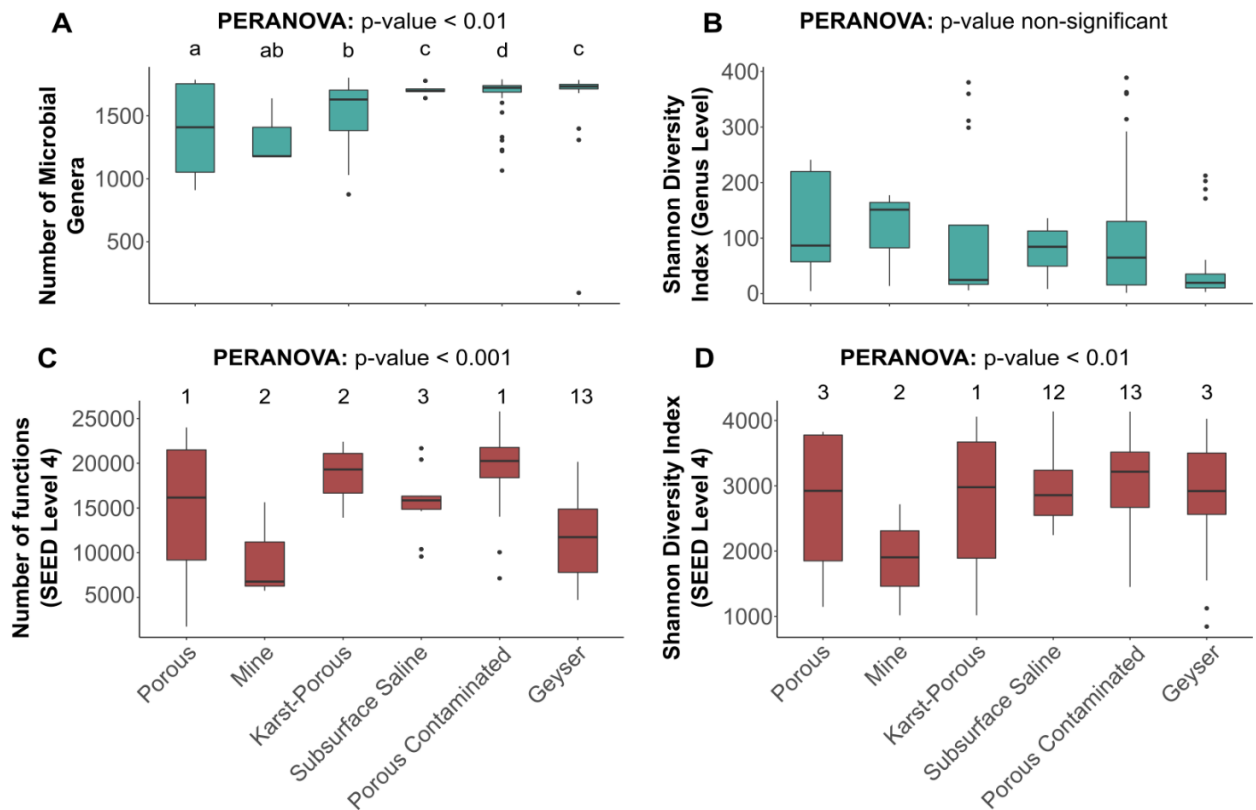 A
PERANOVA: p-value < 0.01
a ab b c d c
1500
1000
500
Number of Microbial
Genera
B
PERANOVA: p-value non-significant
400
300
200
100
0
Shannon Diversity
Index (Genus Level)
C
PERANOVA: p-value < 0.001
1 2 2 3 1 13
25000
20000
15000
10000
5000
Number of functions
(SEED Level 4)
Porous
Mine
Karst-Porous
Subsurface Saline
Porous Contaminated
Geyser
D
PERANOVA: p-value < 0.01
3 2 1 12 13 3
4000
3000
2000
1000
Shannon Diversity Index
(SEED Level 4)
Porous
Mine
Karst-Porous
Subsurface Saline
Porous Contaminated
Geyser